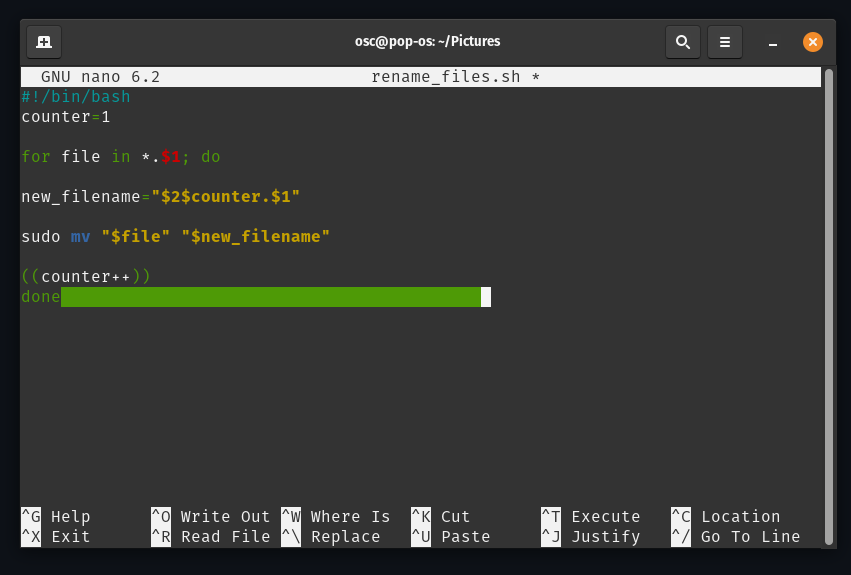 osc@pop-os: ~/Pictures
GNU nano 6.2 rename_files.sh *
#!/bin/bash
counter=1
for file in *.$1; do
new_filename="$2$counter.$1"
sudo mv "$file" "$new_filename"
((counter++))
done
^G Help ^O Write Out ^W Where Is ^K Cut ^T Execute ^C Location
^X Exit ^R Read File ^\ Replace ^U Paste ^J Justify ^/ Go To Line